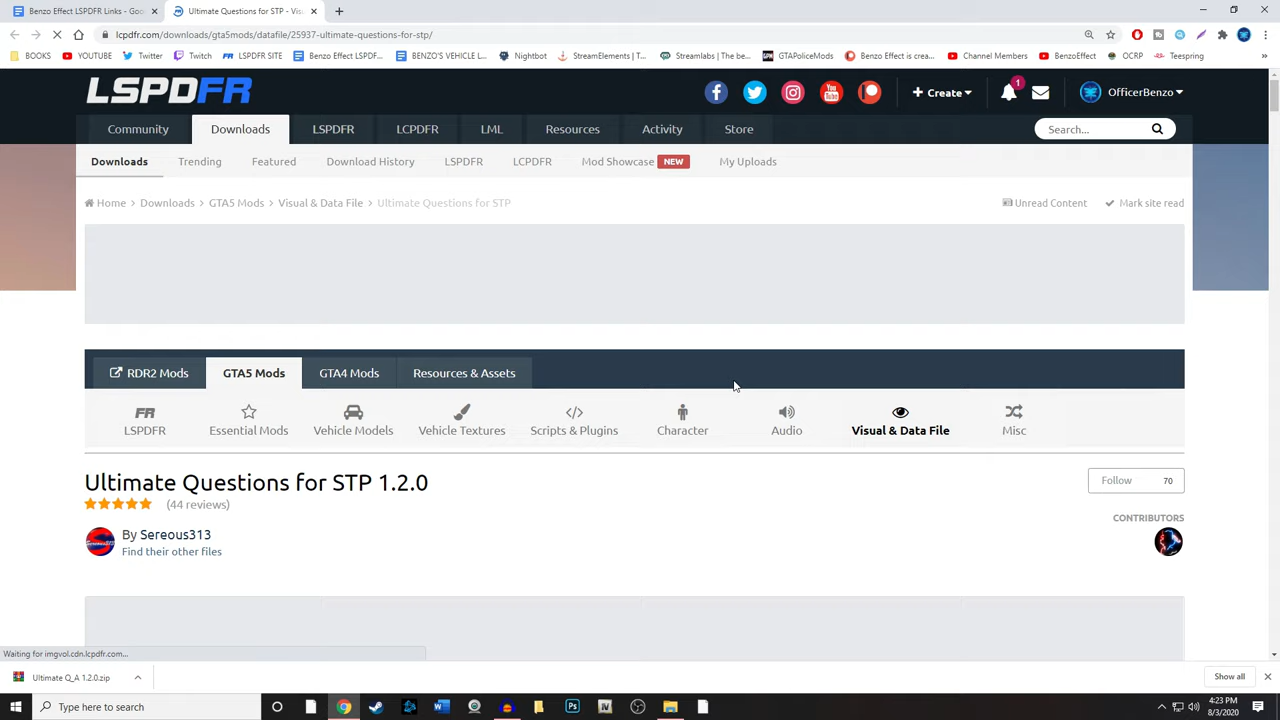 Benzo Effect LSPDFR Links - Goo
Ultimate Questions for STP - Visu
lcpdfr.com/downloads/gta5mods/datafile/25937-ultimate-questions-for-stp/
BOOKS YOUTUBE Twitter Twitch LSPDFR SITE Benzo Effect LSPDF... BENZO'S VEHICLE L... Nightbot StreamElements | T... Streamlabs | The be... GTAPoliceMods Benzo Effect is crea... Channel Members BenzoEffect OCRP Teespring
LSPDFR
Create
1
OfficerBenzo
Community Downloads LSPDFR LCPDFR LML Resources Activity Store Search...
Downloads Trending Featured Download History LSPDFR LCPDFR Mod Showcase NEW My Uploads
Home > Downloads > GTA5 Mods > Visual & Data File > Ultimate Questions for STP Unread Content Mark site read
RDR2 Mods GTA5 Mods GTA4 Mods Resources & Assets
LSPDFR Essential Mods Vehicle Models Vehicle Textures Scripts & Plugins Character Audio Visual & Data File Misc
Ultimate Questions for STP 1.2.0
Follow 70
(44 reviews)
CONTRIBUTORS
By Sereous313
Find their other files
Waiting for imgvol.cdn.lcpdfr.com...
Ultimate Q_A 1.2.0.zip
Show all
Type here to search
4:23 PM
8/3/2020